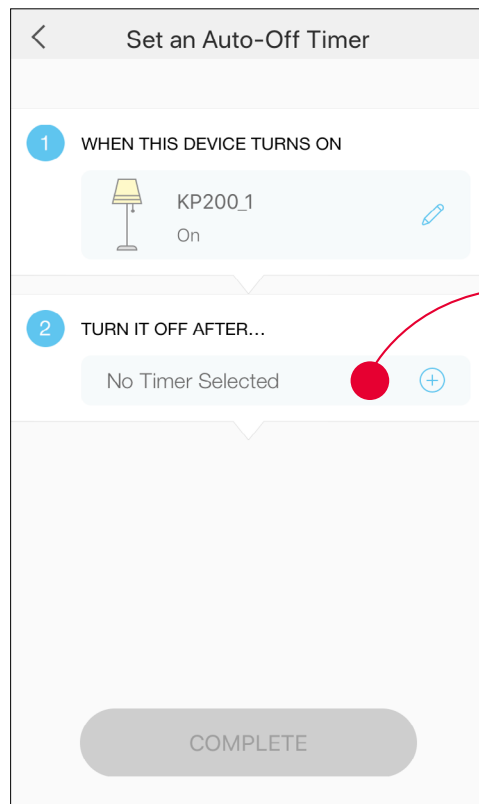 Set an Auto-Off Timer
1
WHEN THIS DEVICE TURNS ON
KP200_1
On
2
TURN IT OFF AFTER...
No Timer Selected
COMPLETE